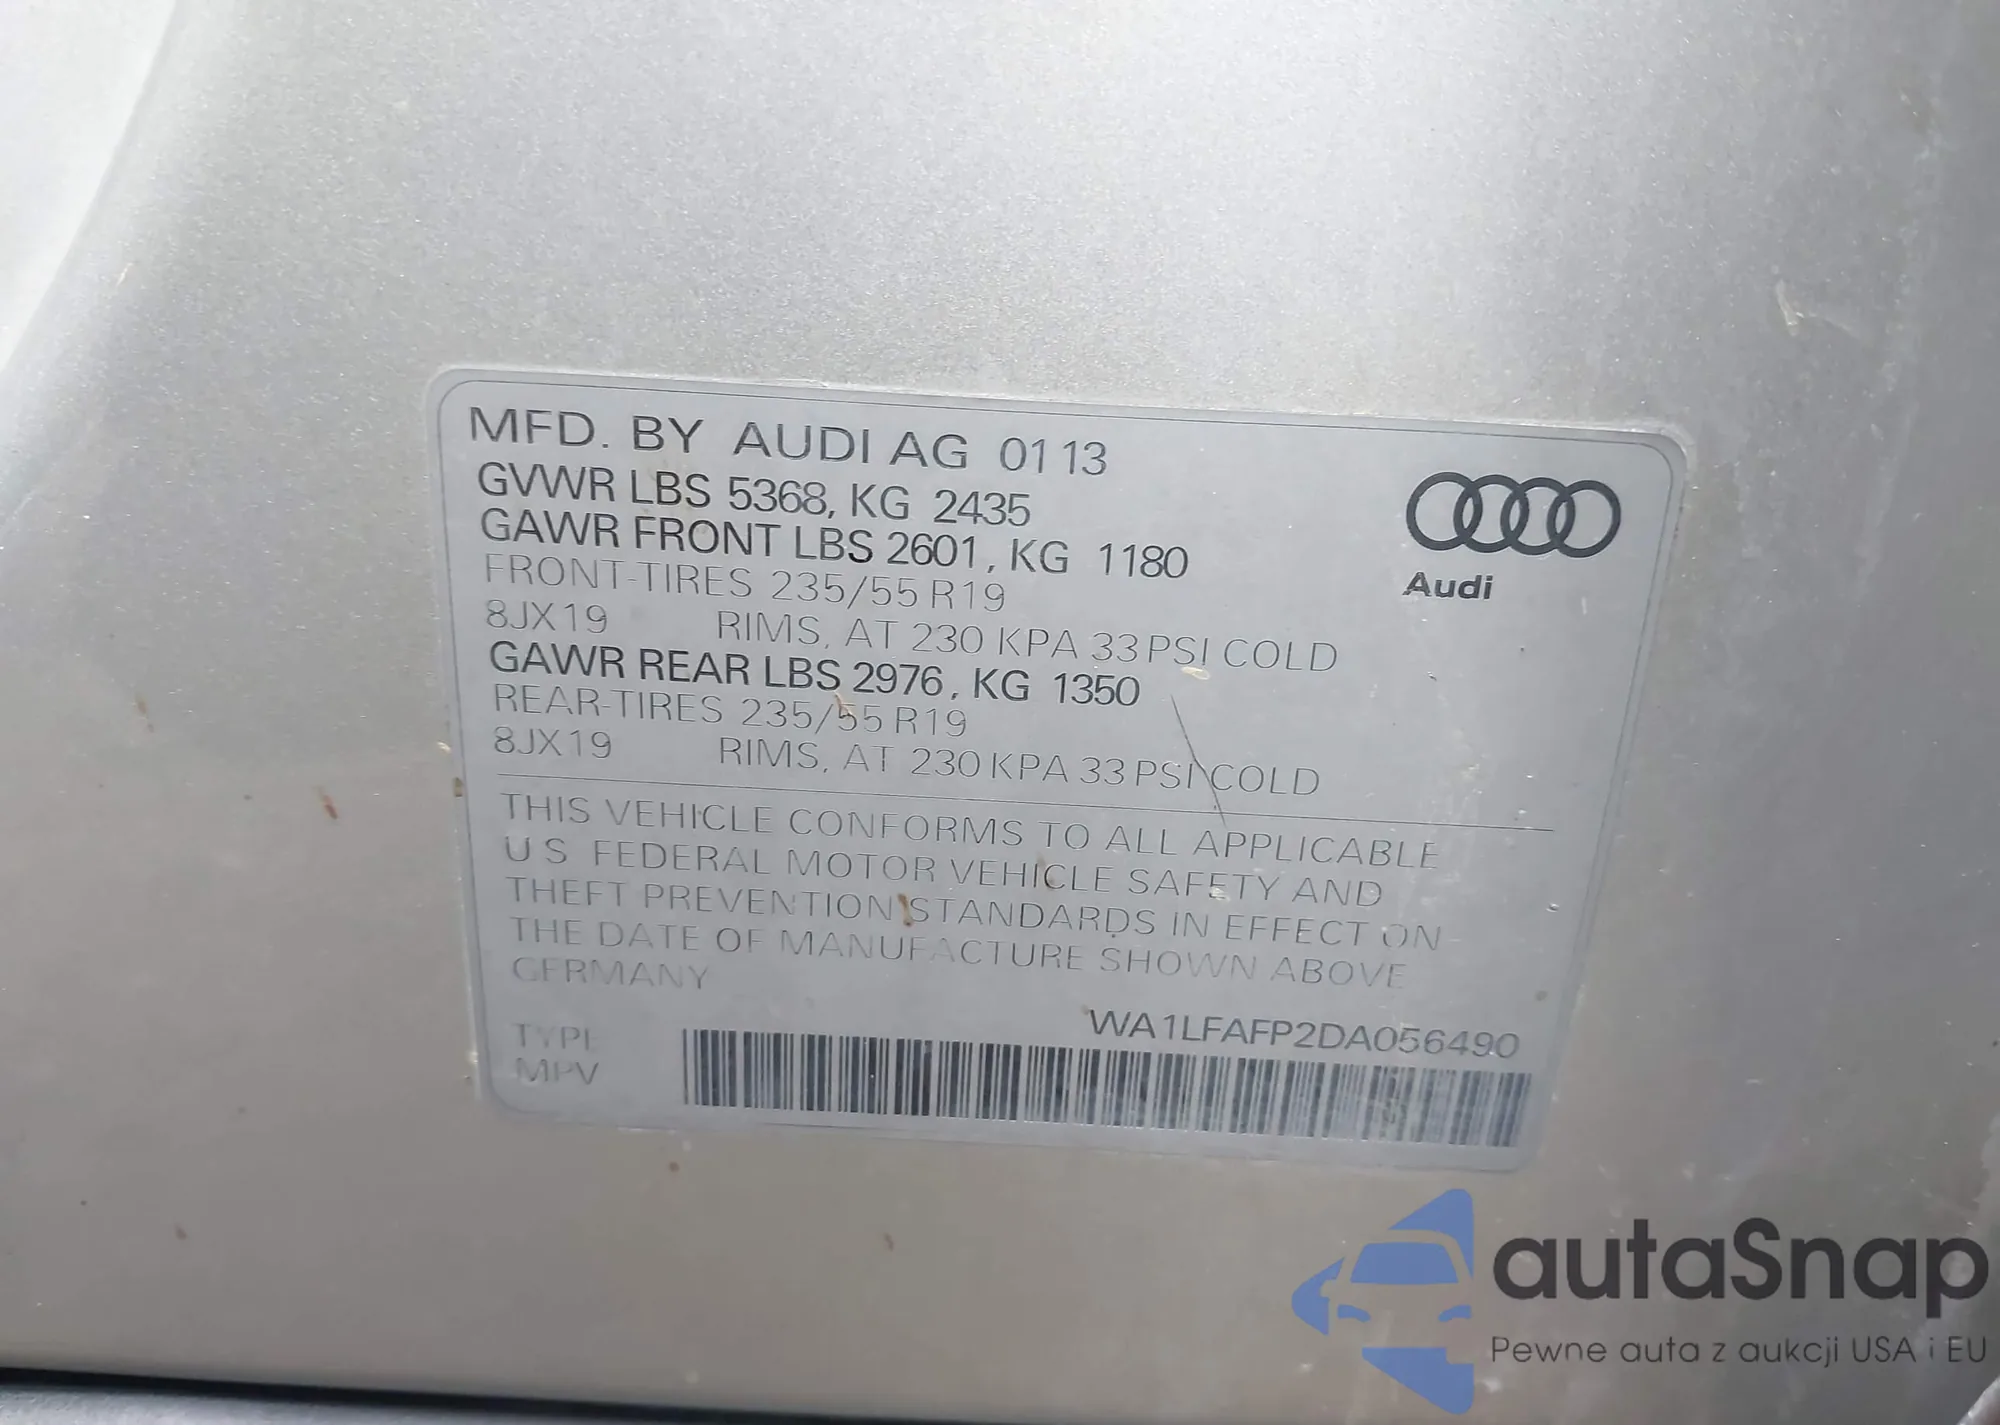 MFD. BY AUDI AG 01 13
GVWR LBS 5368, KG 2435
GAWR FRONT LBS 2601, KG 1180
FRONT-TIRES 235/55 R19
8JX19 RIMS, AT 230 KPA 33 PSI COLD
GAWR REAR LBS 2976, KG 1350
REAR-TIRES 235/55 R19
8JX19 RIMS, AT 230 KPA 33 PSI COLD
Audi
THIS VEHICLE CONFORMS TO ALL APPLICABLE
U S FEDERAL MOTOR VEHICLE SAFETY AND
THEFT PREVENTION STANDARDS IN EFFECT ON
THE DATE OF MANUFACTURE SHOWN ABOVE
GERMANY
WA1LFAFP2DA056490
TYPE
MPV
autaSnap
Pewne auta z aukcji USA i EU